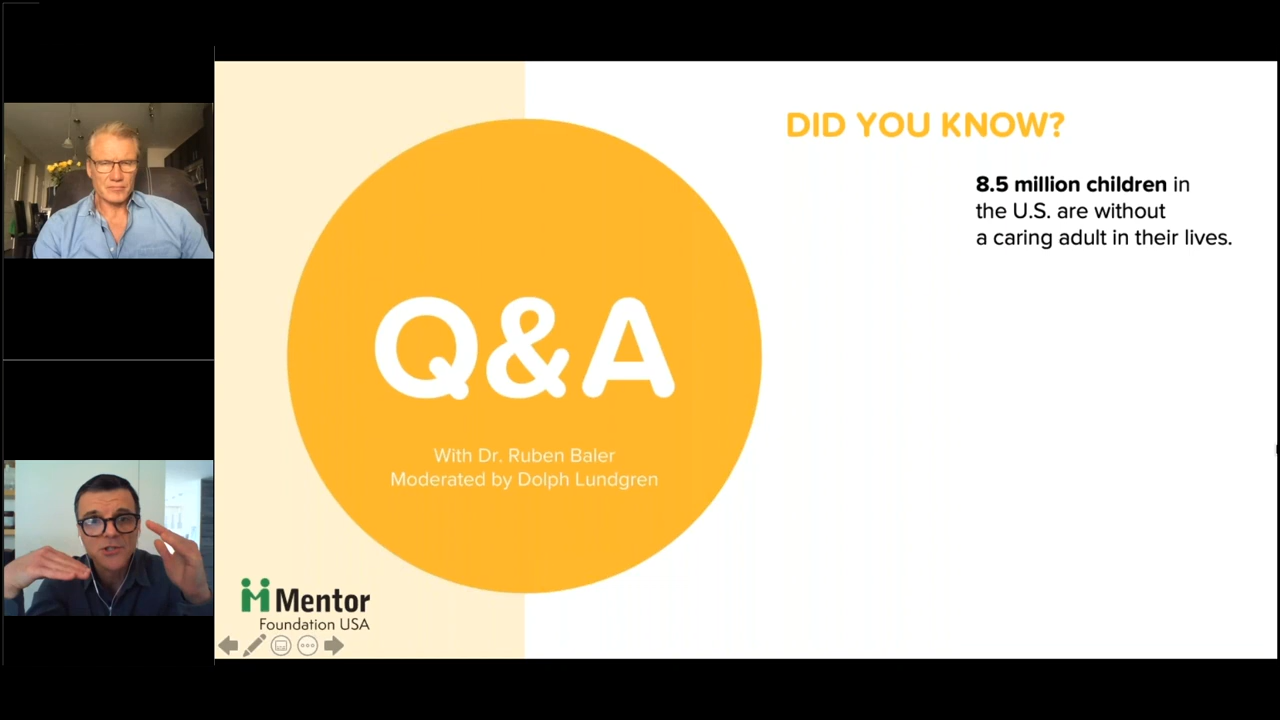 DID YOU KNOW?
8.5 million children in
the U.S. are without
a caring adult in their lives.
Q&A
With Dr. Ruben Baler
Moderated by Dolph Lundgren
Mentor
Foundation USA